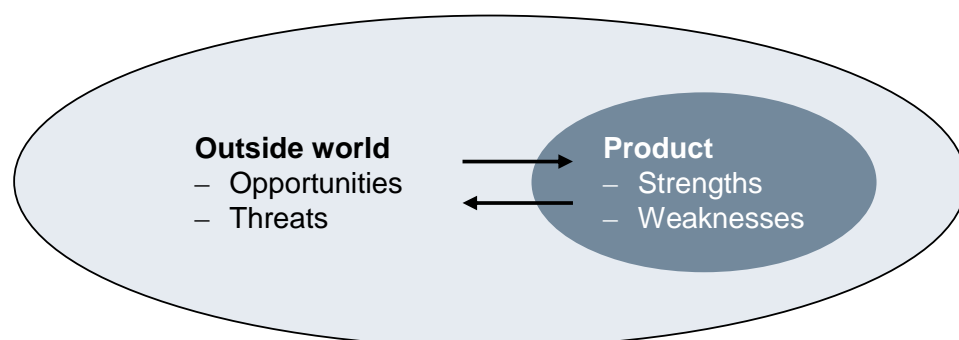 Outside world
– Opportunities
– Threats
Product
– Strengths
– Weaknesses